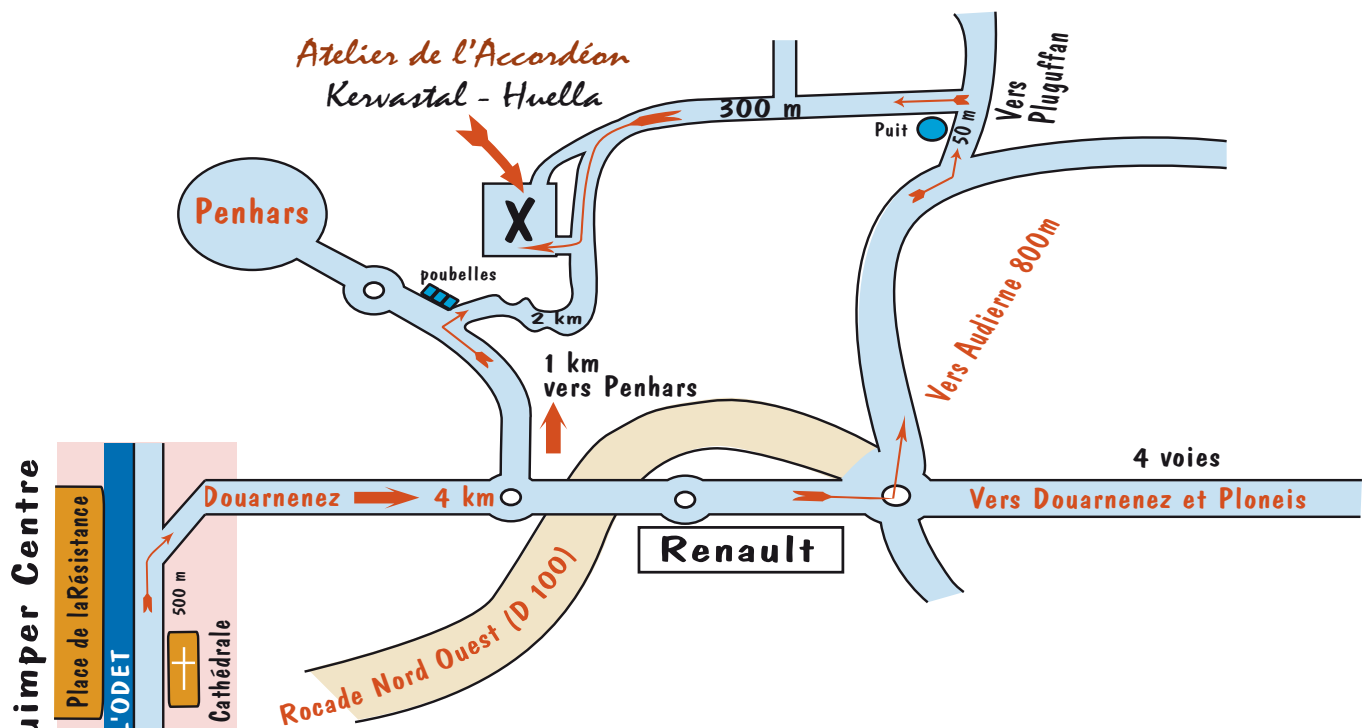 Atelier de l'Accordéon
Kervastal - Huella
300 m
Puit
50 m
Vers
Pluguffan
Penhars
X
poubelles
2 km
1 km
vers Penhars
Vers Audierne 800m
4 voies
Douarnenez
4 km
Vers Douarnenez et Ploneis
Renault
Rocade Nord Ouest (D 100)
Place de laRésistance
L'ODET
500 m
Cathédrale
uimper Centre